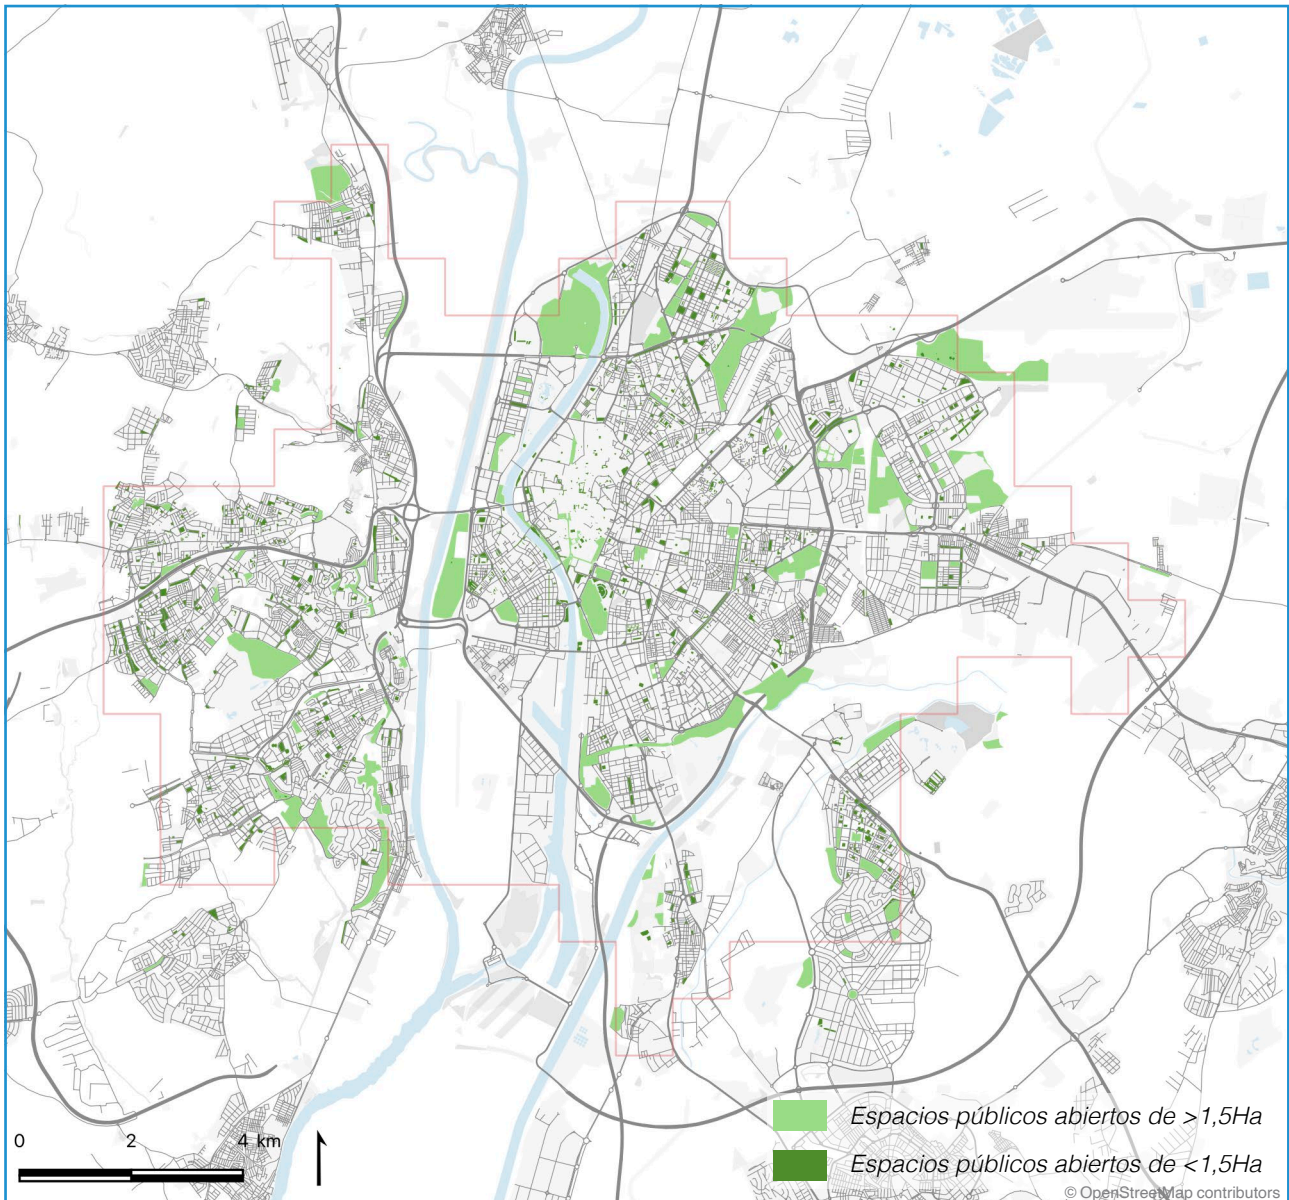 Espacios públicos abiertos de >1,5Ha
0 2 4 km
Espacios públicos abiertos de <1,5Ha
© OpenStreetMap contributors